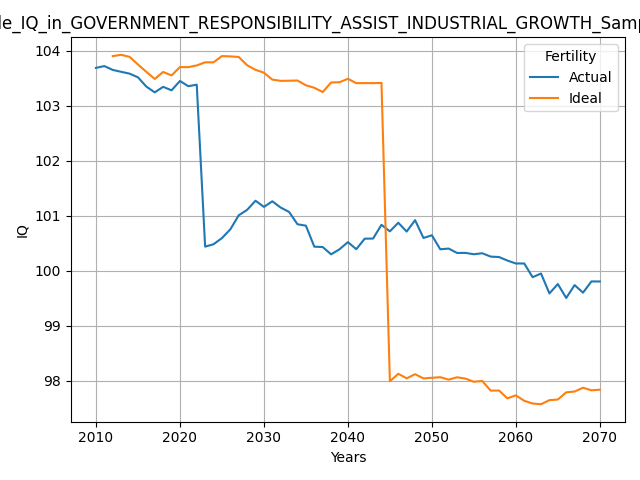 le_IQ_in_GOVERNMENT_RESPONSIBILITY_ASSIST_INDUSTRIAL_GROWTH_Samp
104
103
102
101
100
99
98
IQ
Fertility
Actual
Ideal
2010 2020 2030 2040 2050 2060 2070
Years